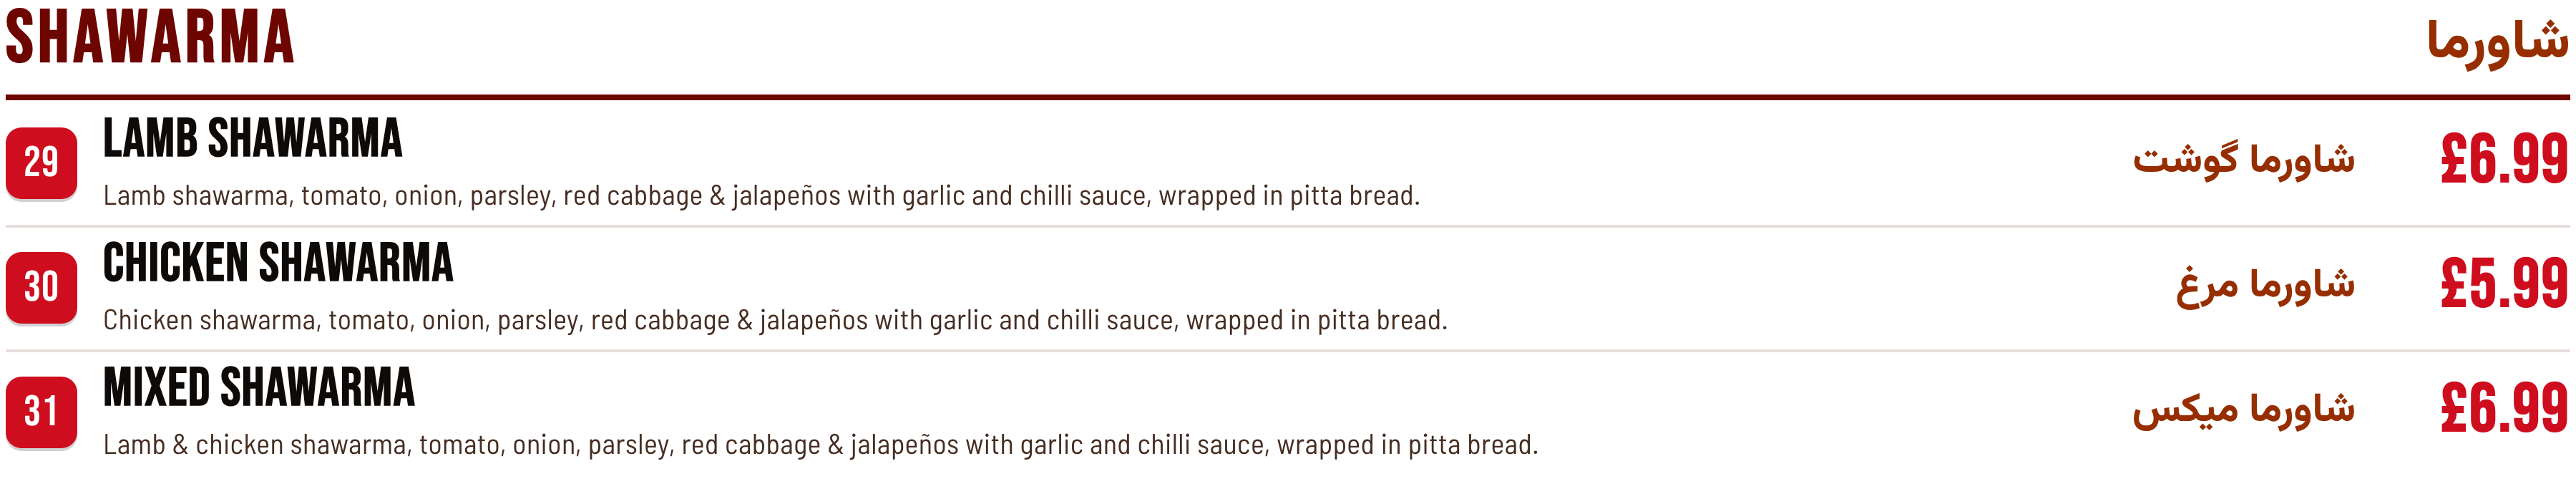 SHAWARMA شاورما
29 LAMB SHAWARMA شاورما گوشت £6.99
Lamb shawarma, tomato, onion, parsley, red cabbage & jalapeños with garlic and chilli sauce, wrapped in pitta bread.
30 CHICKEN SHAWARMA شاورما مرغ £5.99
Chicken shawarma, tomato, onion, parsley, red cabbage & jalapeños with garlic and chilli sauce, wrapped in pitta bread.
31 MIXED SHAWARMA شاورما میکس £6.99
Lamb & chicken shawarma, tomato, onion, parsley, red cabbage & jalapeños with garlic and chilli sauce, wrapped in pitta bread.